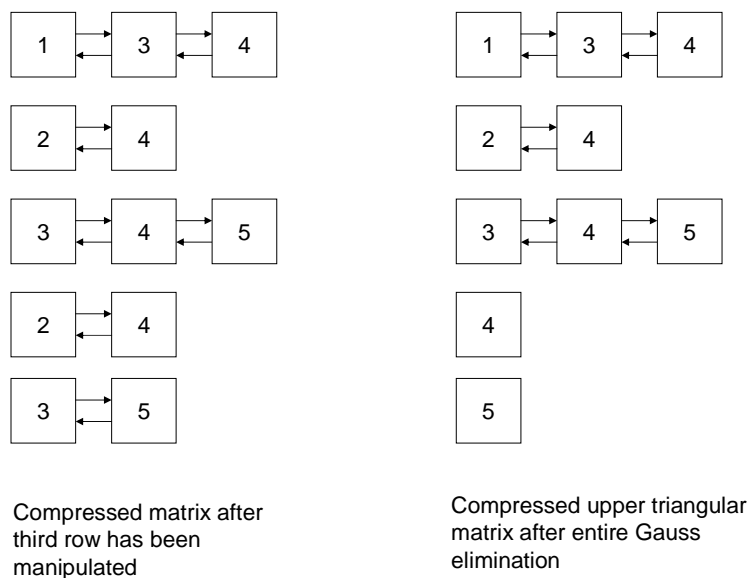 1 3 4 1 3 4
2 4 2 4
3 4 5 3 4 5
2 4 4
3 5 5
Compressed matrix after
third row has been
manipulated
Compressed upper triangular
matrix after entire Gauss
elimination